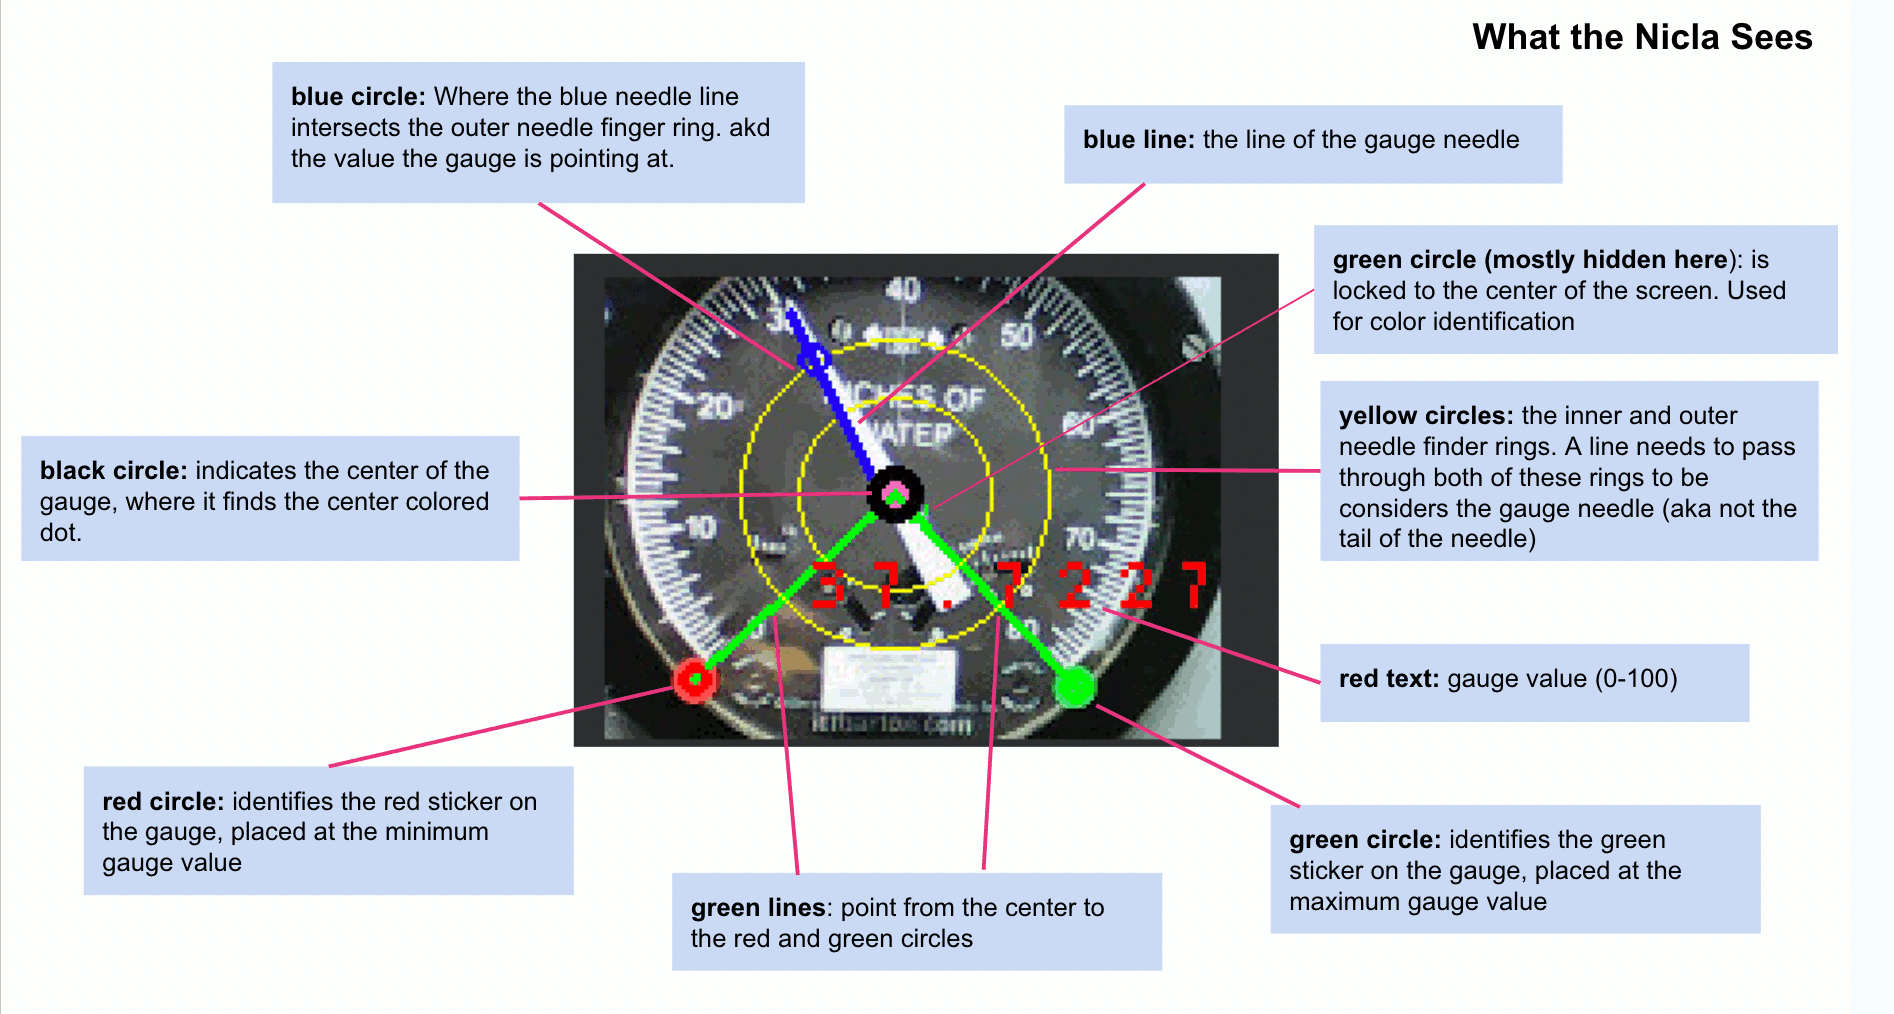 What the Nicla Sees
blue circle: Where the blue needle line
intersects the outer needle finger ring. akd
the value the gauge is pointing at.
blue line: the line of the gauge needle
green circle (mostly hidden here): is
locked to the center of the screen. Used
for color identification
yellow circles: the inner and outer
needle finder rings. A line needs to pass
through both of these rings to be
considers the gauge needle (aka not the
tail of the needle)
black circle: indicates the center of the
gauge, where it finds the center colored
dot.
40
50
20
60
OF
10
70
37.7227
0
80
red text: gauge value (0-100)
red circle: identifies the red sticker on
the gauge, placed at the minimum
gauge value
green circle: identifies the green
sticker on the gauge, placed at the
maximum gauge value
green lines: point from the center to
the red and green circles